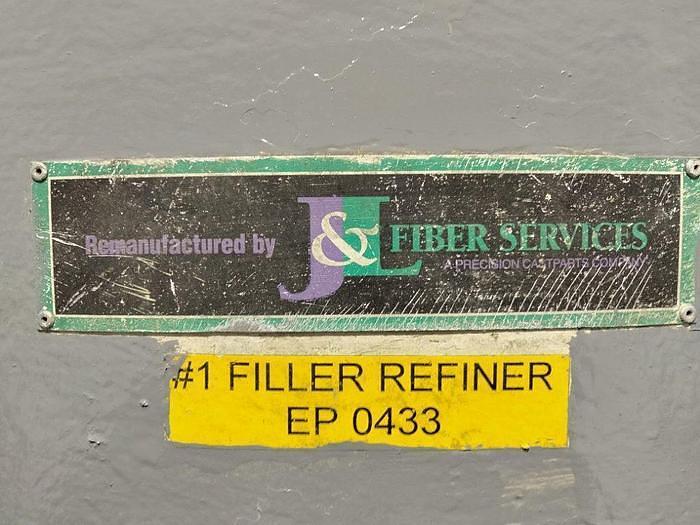 Remanufactured by J&L FIBER SERVICES
A PRECISION CASTPARTS COMPANY
#1 FILLER REFINER
EP 0433